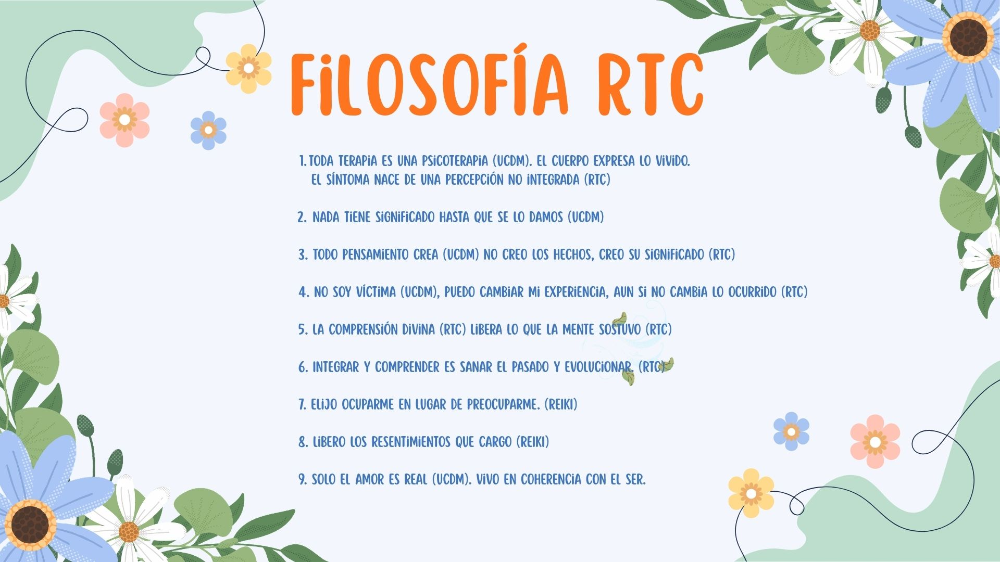 FILOSOFÍA RTC
1. TODA TERAPIA ES UNA PSICOTERAPIA (UCDM). EL CUERPO EXPRESA LO VIVIDO.
EL SÍNTOMA NACE DE UNA PERCEPCIÓN NO INTEGRADA (RTC)
2. NADA TIENE SIGNIFICADO HASTA QUE SE LO DAMOS (UCDM)
3. TODO PENSAMIENTO CREA (UCDM) NO CREO LOS HECHOS, CREO SU SIGNIFICADO (RTC)
4. NO SOY VÍCTIMA (UCDM), PUEDO CAMBIAR MI EXPERIENCIA, AUN SI NO CAMBIA LO OCURRIDO (RTC)
5. LA COMPRENSIÓN DIVINA (RTC) LIBERA LO QUE LA MENTE SOSTUVO (RTC)
6. INTEGRAR Y COMPRENDER ES SANAR EL PASADO Y EVOLUCIONAR. (RTC)
7. ELIJO OCUPARME EN LUGAR DE PREOCUPARME. (REIKI)
8. LIBERO LOS RESENTIMIENTOS QUE CARGO (REIKI)
9. SOLO EL AMOR ES REAL (UCDM). VIVO EN COHERENCIA CON EL SER.